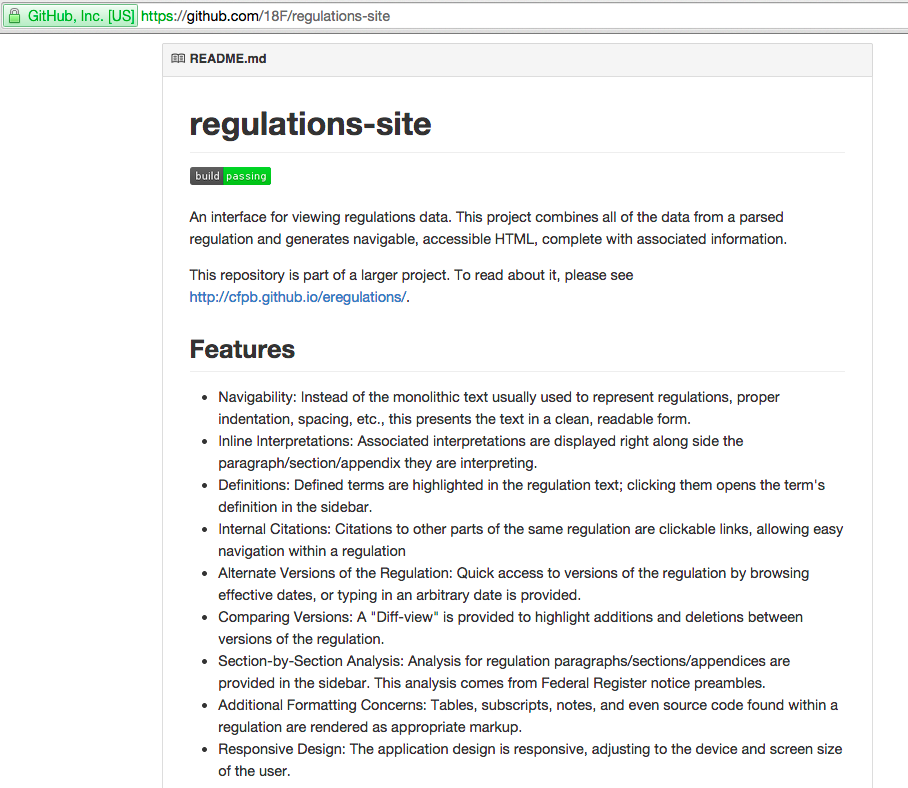 GitHub, Inc. [US] https://github.com/18F/regulations-site
README.md
regulations-site
build passing
An interface for viewing regulations data. This project combines all of the data from a parsed
regulation and generates navigable, accessible HTML, complete with associated information.
This repository is part of a larger project. To read about it, please see
http://cfpb.github.io/eregulations/.
Features
• Navigability: Instead of the monolithic text usually used to represent regulations, proper
indentation, spacing, etc., this presents the text in a clean, readable form.
• Inline Interpretations: Associated interpretations are displayed right along side the
paragraph/section/appendix they are interpreting.
• Definitions: Defined terms are highlighted in the regulation text; clicking them opens the term's
definition in the sidebar.
• Internal Citations: Citations to other parts of the same regulation are clickable links, allowing easy
navigation within a regulation
• Alternate Versions of the Regulation: Quick access to versions of the regulation by browsing
effective dates, or typing in an arbitrary date is provided.
• Comparing Versions: A "Diff-view" is provided to highlight additions and deletions between
versions of the regulation.
• Section-by-Section Analysis: Analysis for regulation paragraphs/sections/appendices are
provided in the sidebar. This analysis comes from Federal Register notice preambles.
• Additional Formatting Concerns: Tables, subscripts, notes, and even source code found within a
regulation are rendered as appropriate markup.
• Responsive Design: The application design is responsive, adjusting to the device and screen size
of the user.